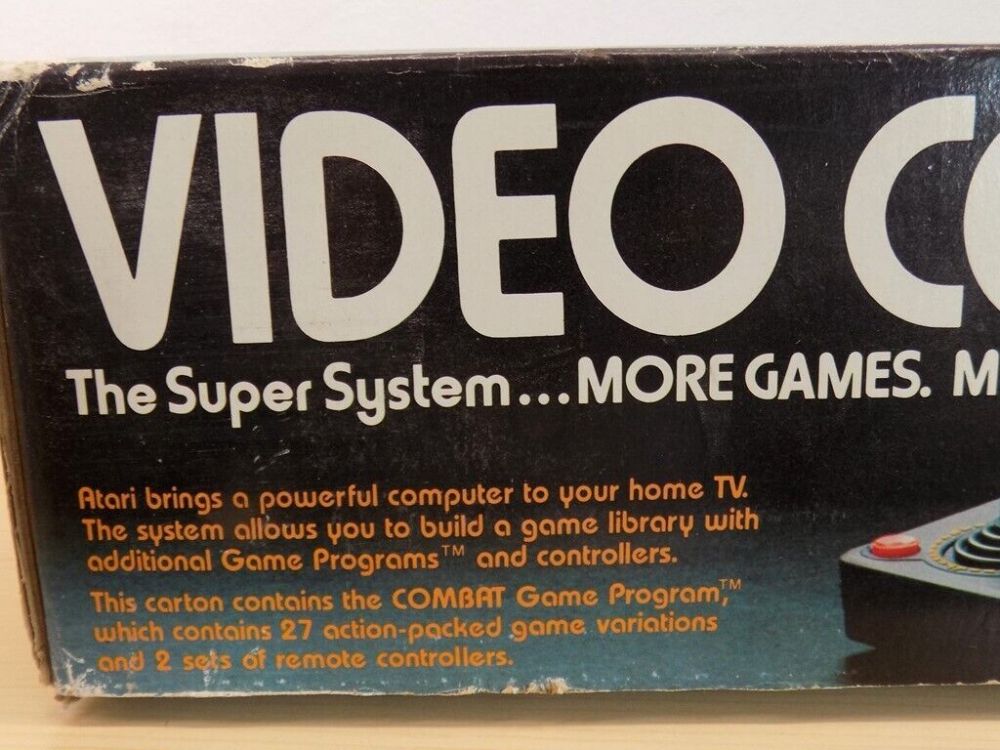 VIDEO CO
The Super System...MORE GAMES. M
Atari brings a powerful computer to your home TV.
The system allows you to build a game library with
additional Game Programs™ and controllers.
This carton contains the COMBAT Game Program,™
which contains 27 action-packed game variations
and 2 sets of remote controllers.